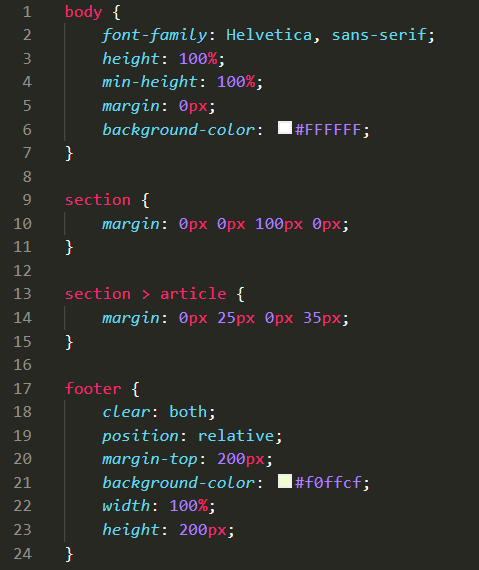 1 body {
2     font-family: Helvetica, sans-serif;
3     height: 100%;
4     min-height: 100%;
5     margin: 0px;
6     background-color: #FFFFFF;
7 }
8
9 section {
10     margin: 0px 0px 100px 0px;
11 }
12
13 section > article {
14     margin: 0px 25px 0px 35px;
15 }
16
17 footer {
18     clear: both;
19     position: relative;
20     margin-top: 200px;
21     background-color: #f0ffcf;
22     width: 100%;
23     height: 200px;
24 }